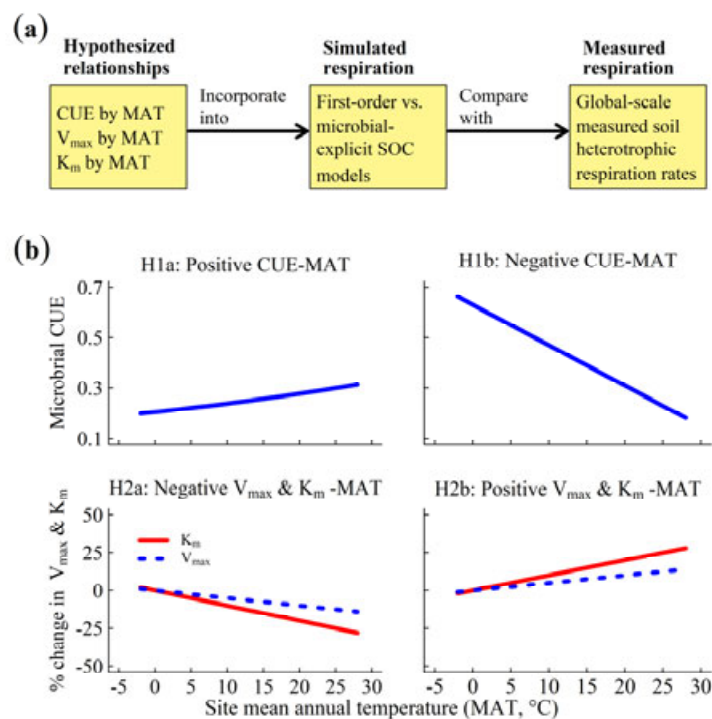 (a)
Hypothesized
relationships
CUE by MAT
Vmax by MAT
Km by MAT
Incorporate
into
Simulated
respiration
First-order vs.
microbial-
explicit SOC
models
Compare
with
Measured
respiration
Global-scale
measured soil
heterotrophic
respiration rates
(b)
H1a: Positive CUE-MAT
H1b: Negative CUE-MAT
Microbrial CUE
0.7
0.5
0.3
0.1
H2a: Negative Vmax & Km -MAT
H2b: Positive Vmax & Km -MAT
% change in Vmax & Km
50
25
0
-25
-50
Km
Vmax
-5 0 5 10 15 20 25 30
-5 0 5 10 15 20 25 30
Site mean annual temperature (MAT, °C)